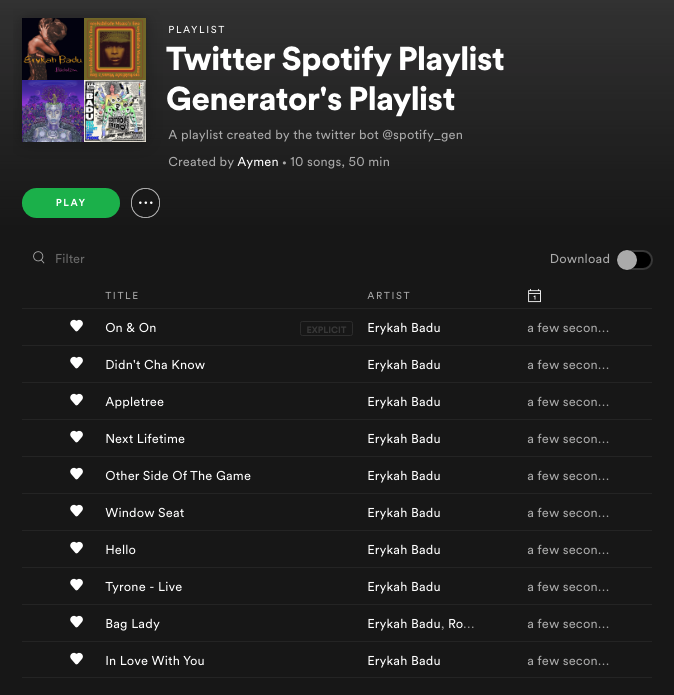 PLAYLIST
Twitter Spotify Playlist
Generator's Playlist
A playlist created by the twitter bot @spotify_gen
Created by Aymen • 10 songs, 50 min
PLAY
Filter
Download
TITLE ARTIST
On & On EXPLICIT Erykah Badu a few secon...
Didn't Cha Know Erykah Badu a few secon...
Appletree Erykah Badu a few secon...
Next Lifetime Erykah Badu a few secon...
Other Side Of The Game Erykah Badu a few secon...
Window Seat Erykah Badu a few secon...
Hello Erykah Badu a few secon...
Tyrone - Live Erykah Badu a few secon...
Bag Lady Erykah Badu, Ro... a few secon...
In Love With You Erykah Badu a few secon...
Erykah Badu
BADU